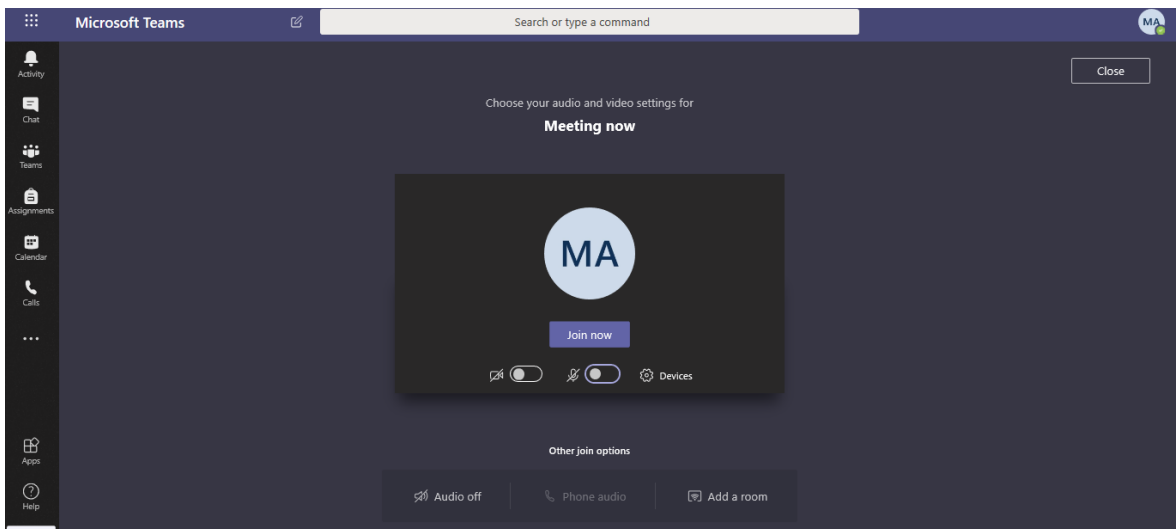 Microsoft Teams
Search or type a command
MA
Activity
Chat
Teams
Assignments
Calendar
Calls
Apps
Help
Close
Choose your audio and video settings for
Meeting now
MA
Join now
Devices
Other join options
Audio off
Phone audio
Add a room